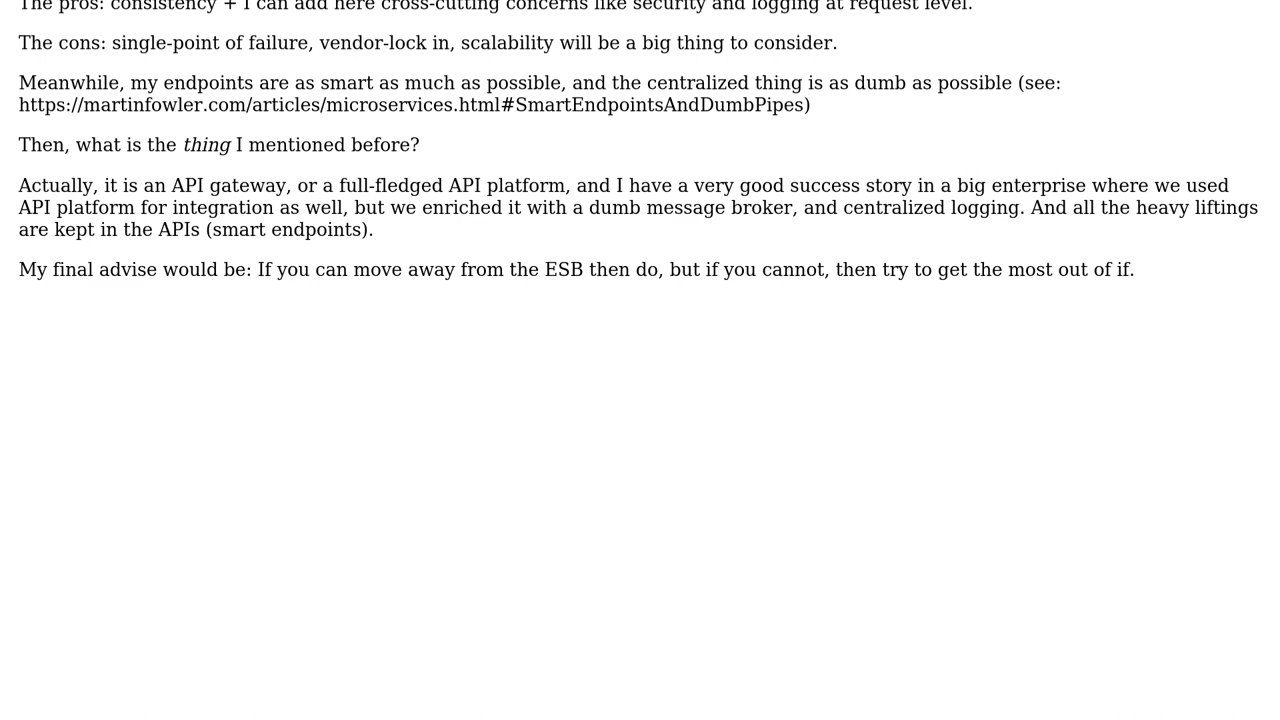 The pros: consistency + I can add here cross-cutting concerns like security and logging at request level.
The cons: single-point of failure, vendor-lock in, scalability will be a big thing to consider.
Meanwhile, my endpoints are as smart as much as possible, and the centralized thing is as dumb as possible (see:
https://martinfowler.com/articles/microservices.html#SmartEndpointsAndDumbPipes)
Then, what is the thing I mentioned before?
Actually, it is an API gateway, or a full-fledged API platform, and I have a very good success story in a big enterprise where we used
API platform for integration as well, but we enriched it with a dumb message broker, and centralized logging. And all the heavy liftings
are kept in the APIs (smart endpoints).
My final advise would be: If you can move away from the ESB then do, but if you cannot, then try to get the most out of if.